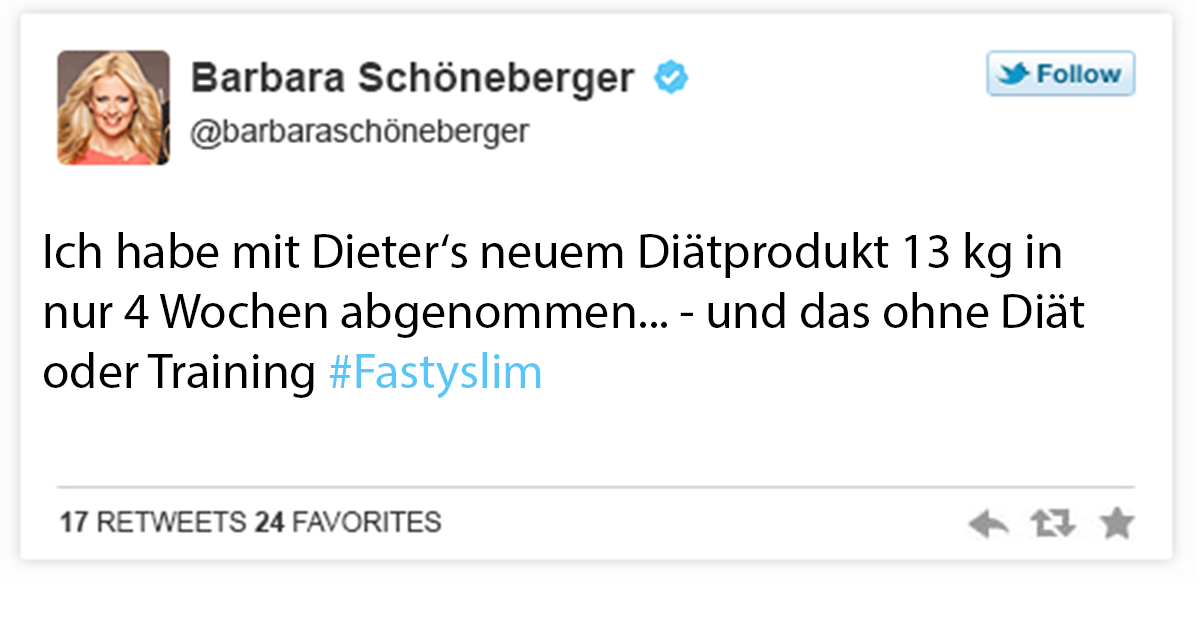 Barbara Schöneberger
@barbaraschöneberger
Follow
Ich habe mit Dieter‘s neuem Diätprodukt 13 kg in
nur 4 Wochen abgenommen... - und das ohne Diät
oder Training #Fastyslim
17 RETWEETS 24 FAVORITES